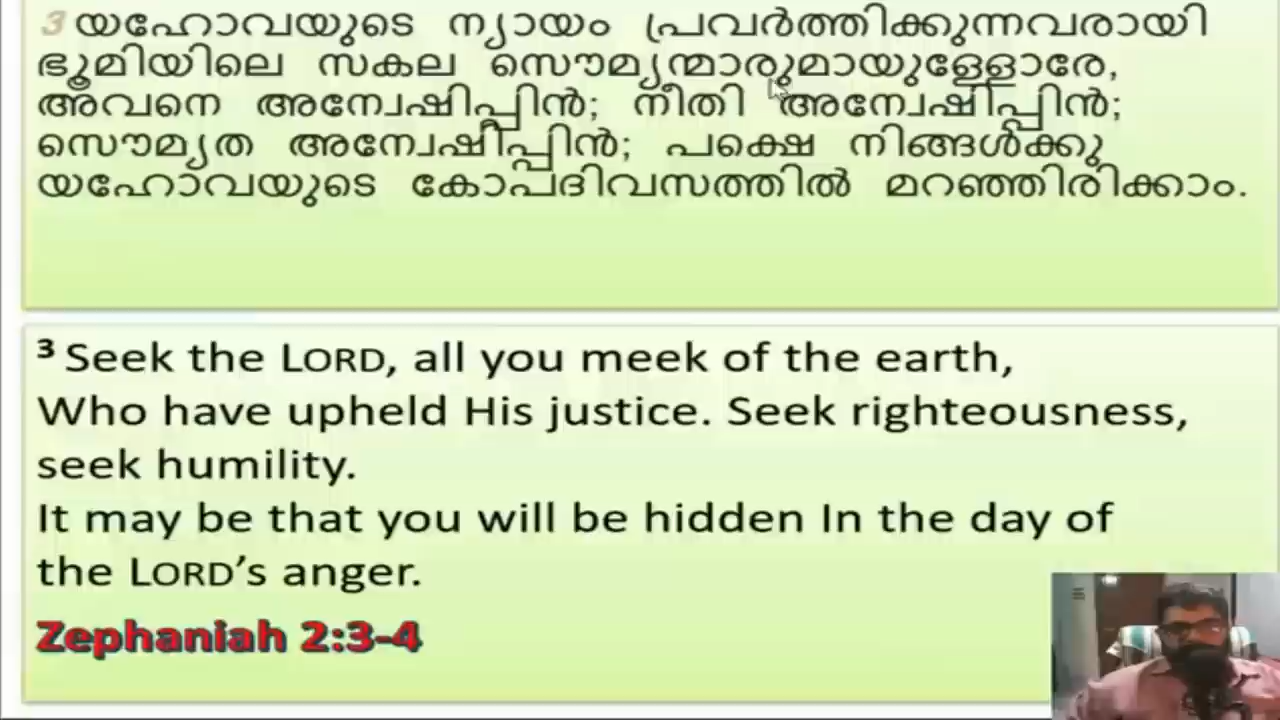 3 യഹോവയുടെ ന്യായം പ്രവർത്തിക്കുന്നവരായി
ഭൂമിയിലെ സകല സൌമ്യന്മാരുമായുള്ളോരേ,
അവനെ അന്വേഷിപ്പിൻ; നീതി അന്വേഷിപ്പിൻ;
സൌമ്യത അന്വേഷിപ്പിൻ; പക്ഷെ നിങ്ങൾക്കു
യഹോവയുടെ കോപദിവസത്തിൽ മറഞ്ഞിരിക്കാം.
³ Seek the LORD, all you meek of the earth,
Who have upheld His justice. Seek righteousness,
seek humility.
It may be that you will be hidden In the day of
the LORD’s anger.
Zephaniah 2:3-4